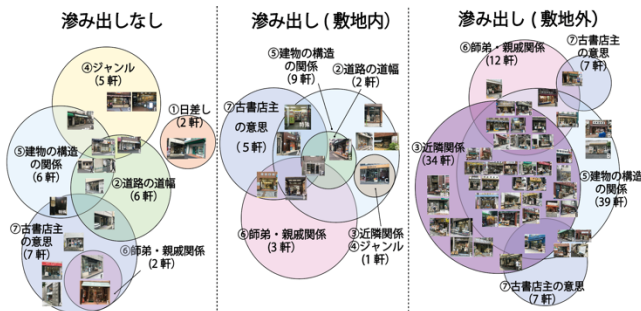 滲み出しなし
④ジャンル
(5 軒)
①日差し
(2 軒)
⑤建物の構造
の関係
(6 軒)
②道路の道幅
(6軒)
⑦古書店主
の意思
(7 軒)
⑥師弟・親戚関係
(2 軒)
滲み出し ( 敷地内 )
⑤建物の構造
の関係
(9 軒)
②道路の道幅
(2 軒)
⑦古書店主
の意思
( 5 軒 )
⑥師弟・親戚関係
(3 軒)
③近隣関係
④ジャンル
(1 軒)
滲み出し ( 敷地外 )
⑥師弟・親戚関係
(12 軒)
⑦古書店主
の意思
(7 軒)
③近隣関係
(34 軒)
⑤建物の構造
の関係
(39 軒)
⑦古書店主の意思
(7 軒)